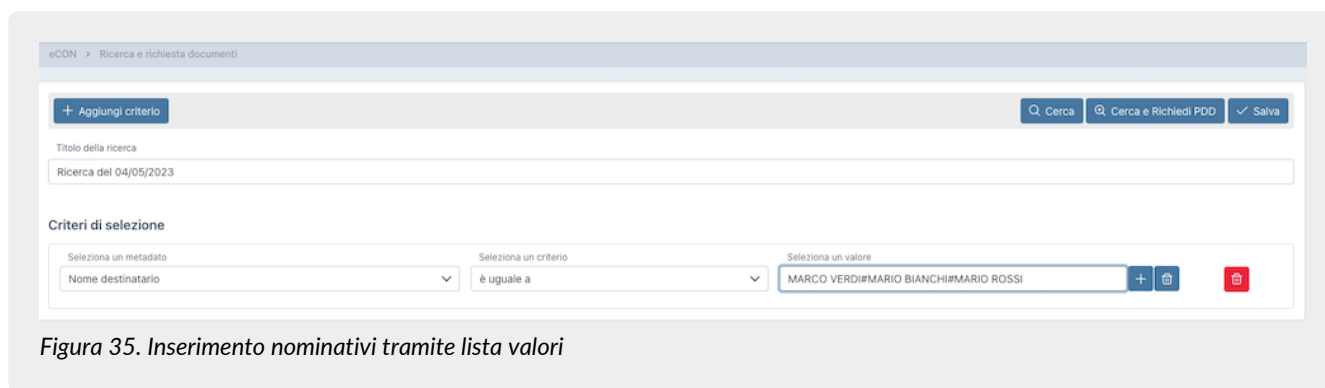 eCON > Ricerca e richiesta documenti
+ Aggiungi criterio Cerca Cerca e Richiedi PDD Salva
Titolo della ricerca
Ricerca del 04/05/2023
Criteri di selezione
Seleziona un metadato Seleziona un criterio Seleziona un valore
Nome destinatario è uguale a MARCO VERDI#MARIO BIANCHI#MARIO ROSSI +
Figura 35. Inserimento nominativi tramite lista valori